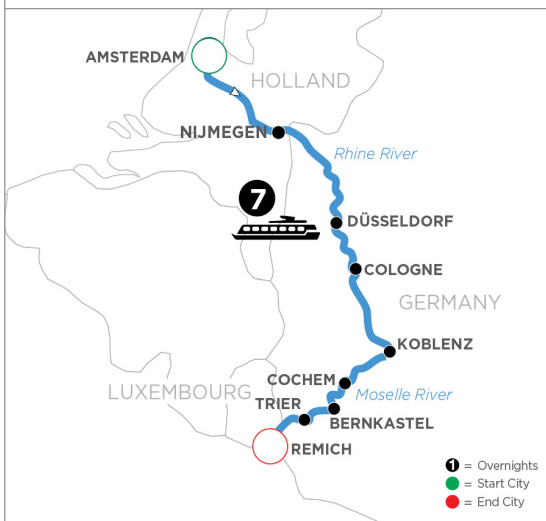 AMSTERDAM
HOLLAND
NIJMEGEN
Rhine River
7
DÜSSELDORF
COLOGNE
GERMANY
KOBLENZ
COCHEM
LUXEMBOURG
Moselle River
TRIER
BERNKASTEL
REMICH
1 = Overnights
= Start City
= End City